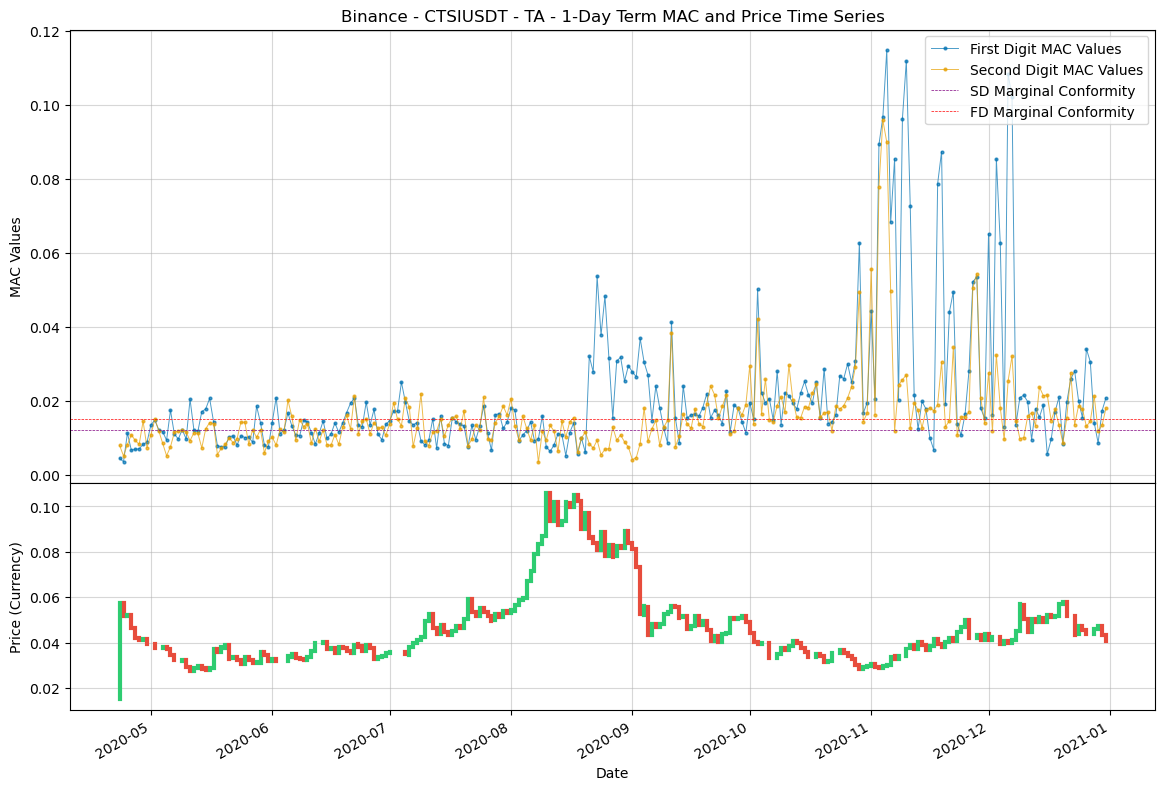 Binance - CTSIUSDT - TA - 1-Day Term MAC and Price Time Series
0.12
0.10
0.08
0.06
0.04
0.02
0.00
MAC Values
First Digit MAC Values
Second Digit MAC Values
SD Marginal Conformity
FD Marginal Conformity
0.10
0.08
0.06
0.04
0.02
Price (Currency)
2020-05
2020-06
2020-07
2020-08
2020-09
2020-10
2020-11
2020-12
2021-01
Date